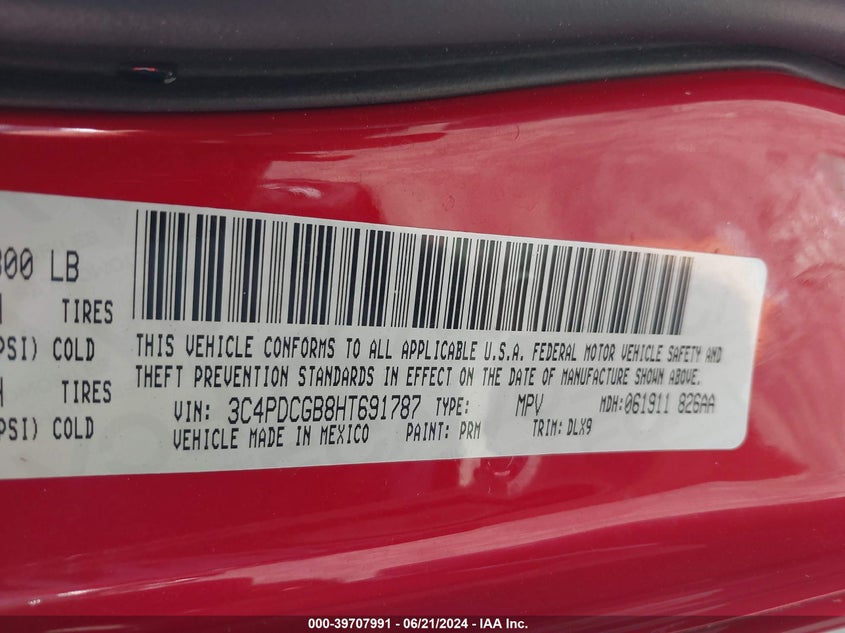 300 LB
TIRES
PSI) COLD
TIRES
PSI) COLD
THIS VEHICLE CONFORMS TO ALL APPLICABLE U.S.A. FEDERAL MOTOR VEHICLE SAFETY AND
THEFT PREVENTION STANDARDS IN EFFECT ON THE DATE OF MANUFACTURE SHOWN ABOVE.
VIN: 3C4PDCGB8HT691787 TYPE: MPV MDH:061911 826AA
VEHICLE MADE IN MEXICO PAINT: PRM TRIM: DLX9
000-39707991 - 06/21/2024 - IAA Inc.